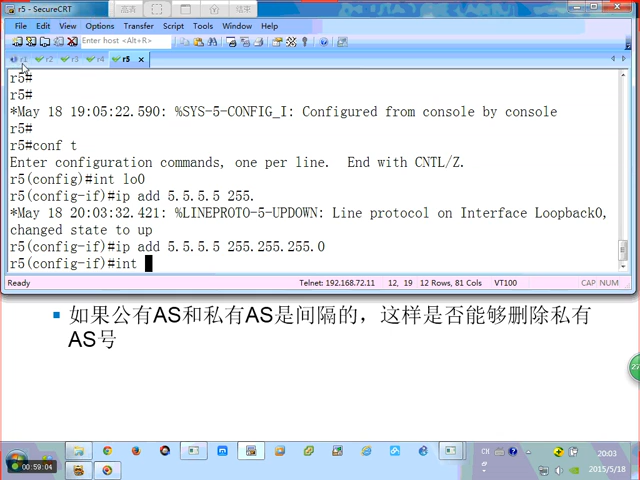 r5 - SecureCRT
File Edit View Options Transfer Script Tools Window Help
Enter host <Alt+R>
r1 r2 r3 r4 r5
r5#
r5#
*May 18 19:05:22.590: %SYS-5-CONFIG_I: Configured from console by console
r5#
r5#conf t
Enter configuration commands, one per line. End with CNTL/Z.
r5(config)#int lo0
r5(config-if)#ip add 5.5.5.5 255.
*May 18 20:03:32.421: %LINEPROTO-5-UPDOWN: Line protocol on Interface Loopback0,
changed state to up
r5(config-if)#ip add 5.5.5.5 255.255.255.0
r5(config-if)#int
Ready Telnet: 192.168.72.11 12, 19 12 Rows, 81 Cols VT100 CAP NUM
如果公有AS和私有AS是间隔的，这样是否能够删除私有
AS号
27
00:59:04
CN
20:03
2015/5/18